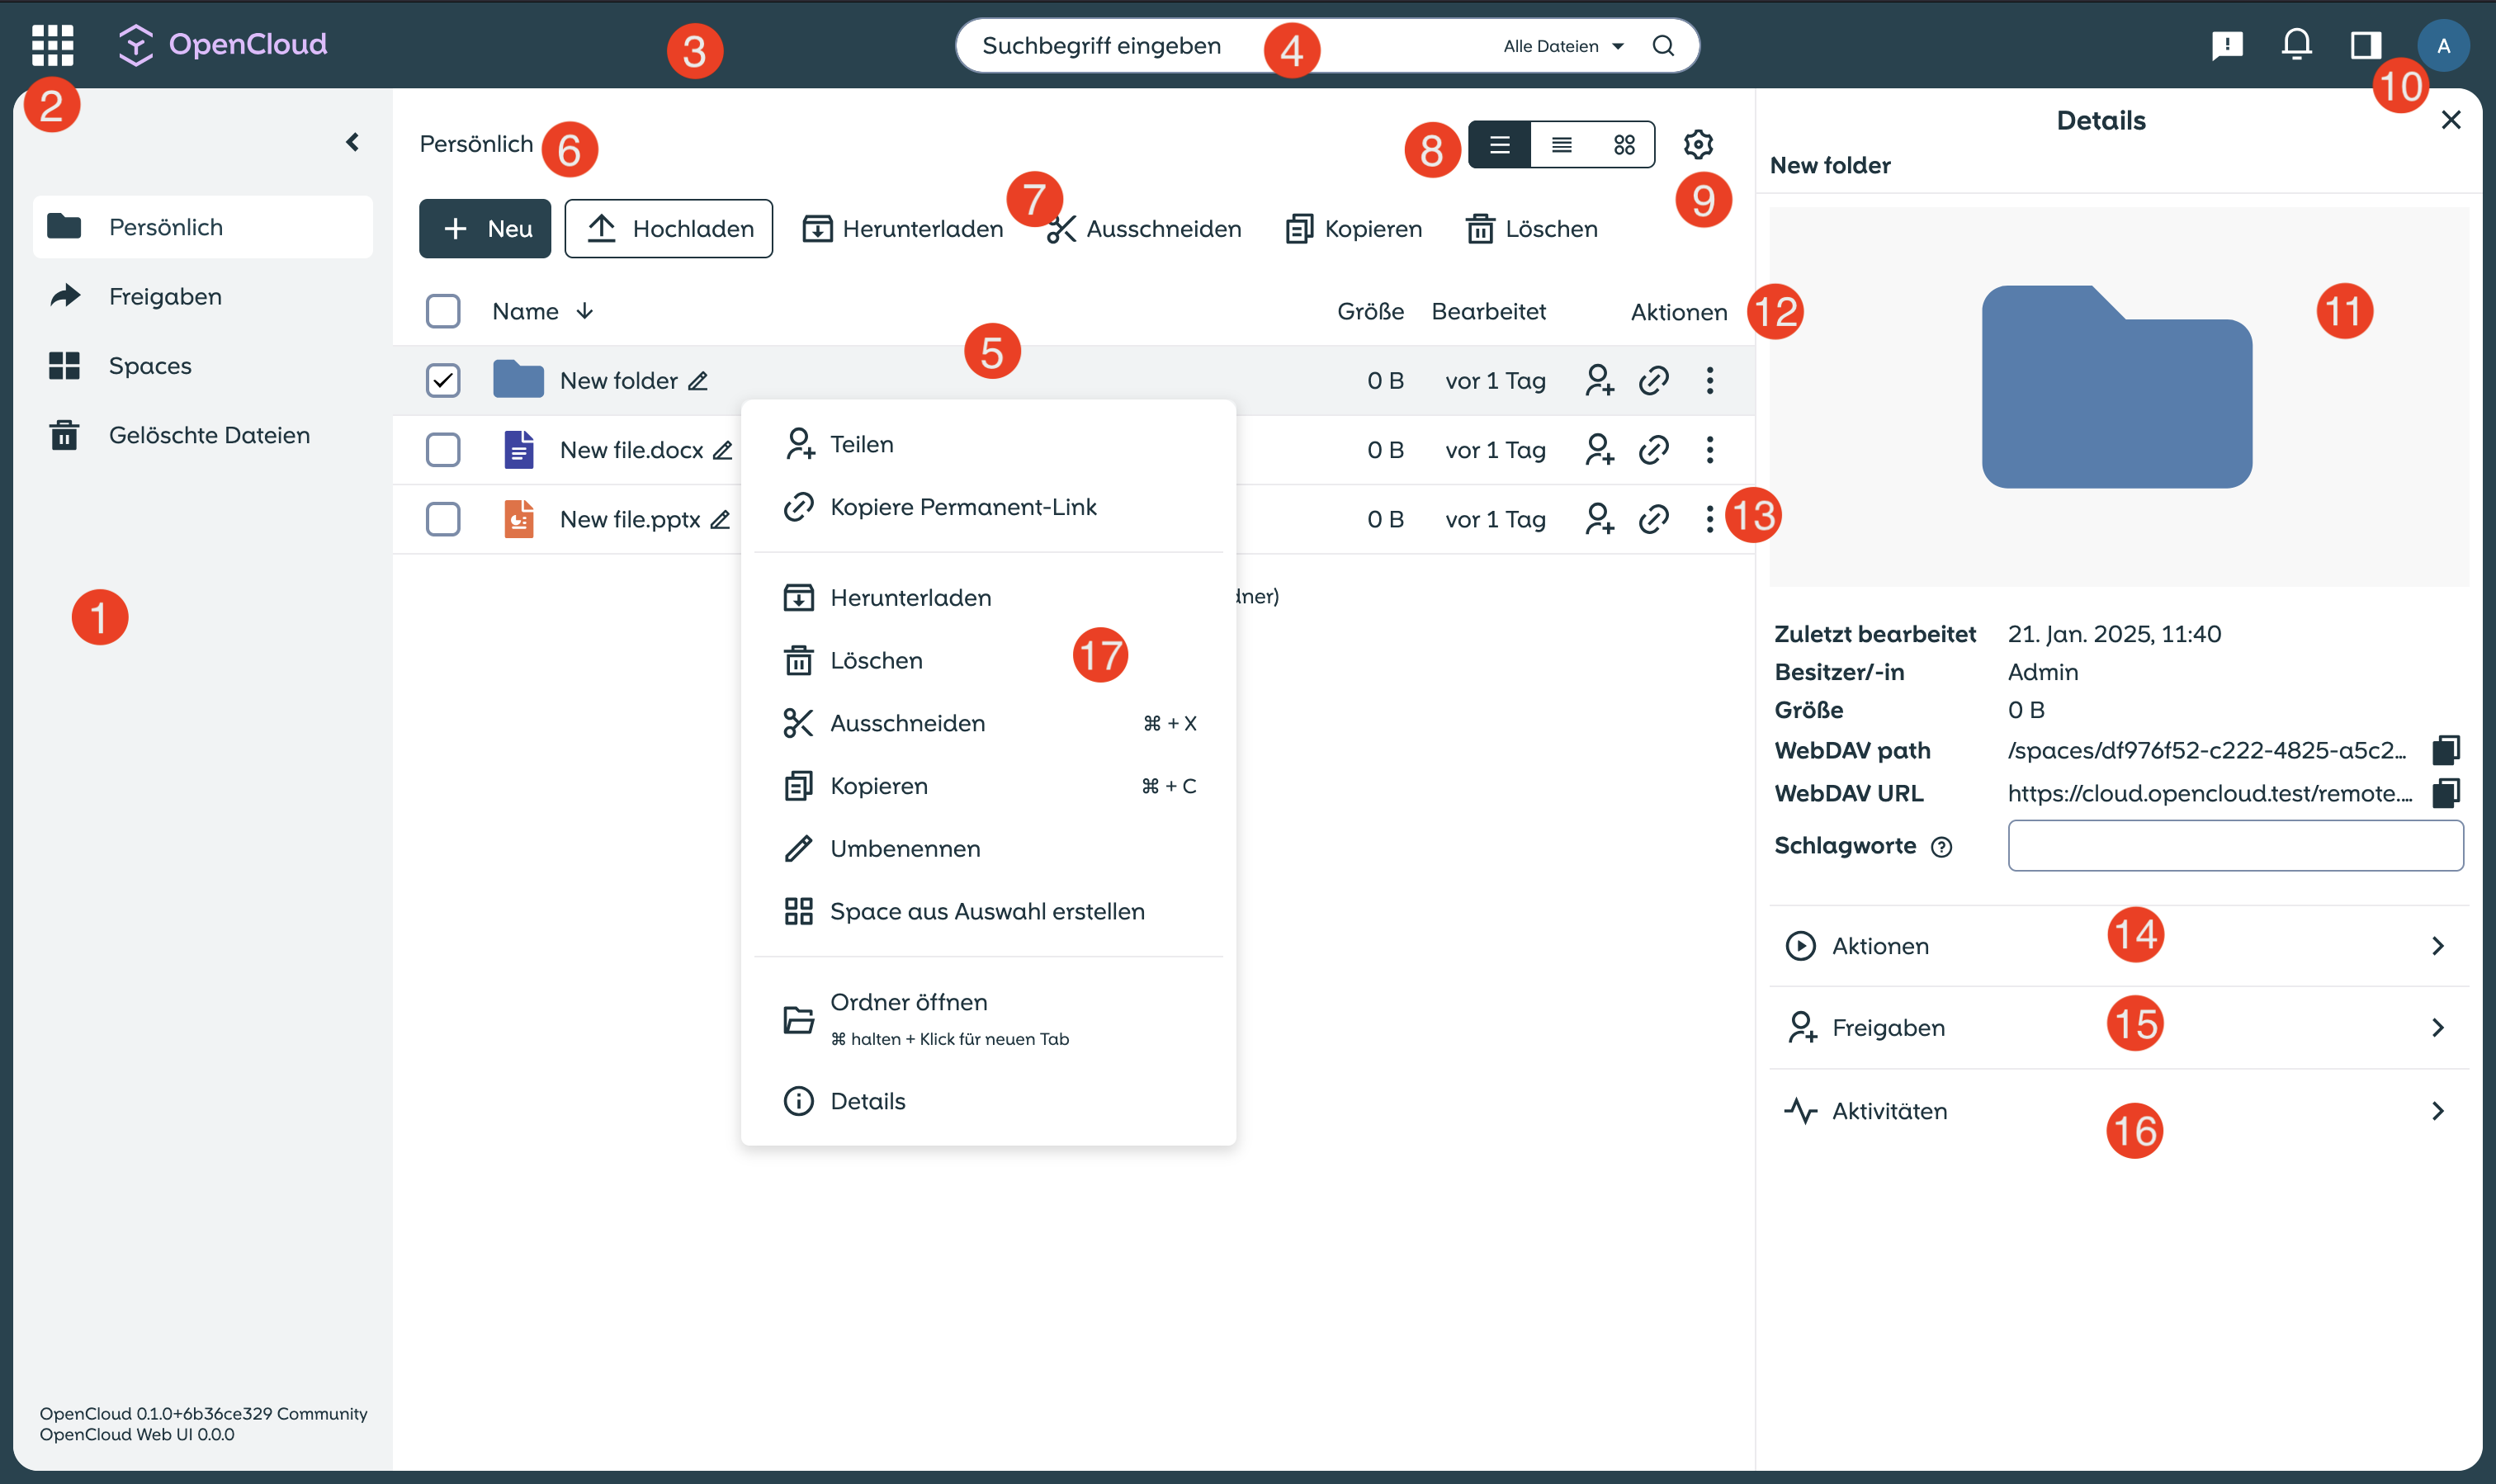 OpenCloud
3
Suchbegriff eingeben
4
Alle Dateien
A
10
2
Persönlich
6
8
Details
New folder
9
7
+ Neu
Hochladen
Herunterladen
Ausschneiden
Kopieren
Löschen
Persönlich
Freigaben
Spaces
Gelöschte Dateien
1
Name
Größe
Bearbeitet
Aktionen
12
11
5
New folder
0 B
vor 1 Tag
New file.docx
0 B
vor 1 Tag
New file.pptx
0 B
vor 1 Tag
13
Teilen
Kopiere Permanent-Link
Herunterladen
Löschen
17
Ausschneiden
⌘ + X
Kopieren
⌘ + C
Umbenennen
Space aus Auswahl erstellen
Ordner öffnen
⌘ halten + Klick für neuen Tab
Details
Zuletzt bearbeitet 21. Jan. 2025, 11:40
Besitzer/-in Admin
Größe 0 B
WebDAV path /spaces/df976f52-c222-4825-a5c2...
WebDAV URL https://cloud.opencloud.test/remote....
Schlagworte
Aktionen
14
Freigaben
15
Aktivitäten
16
OpenCloud 0.1.0+6b36ce329 Community
OpenCloud Web UI 0.0.0